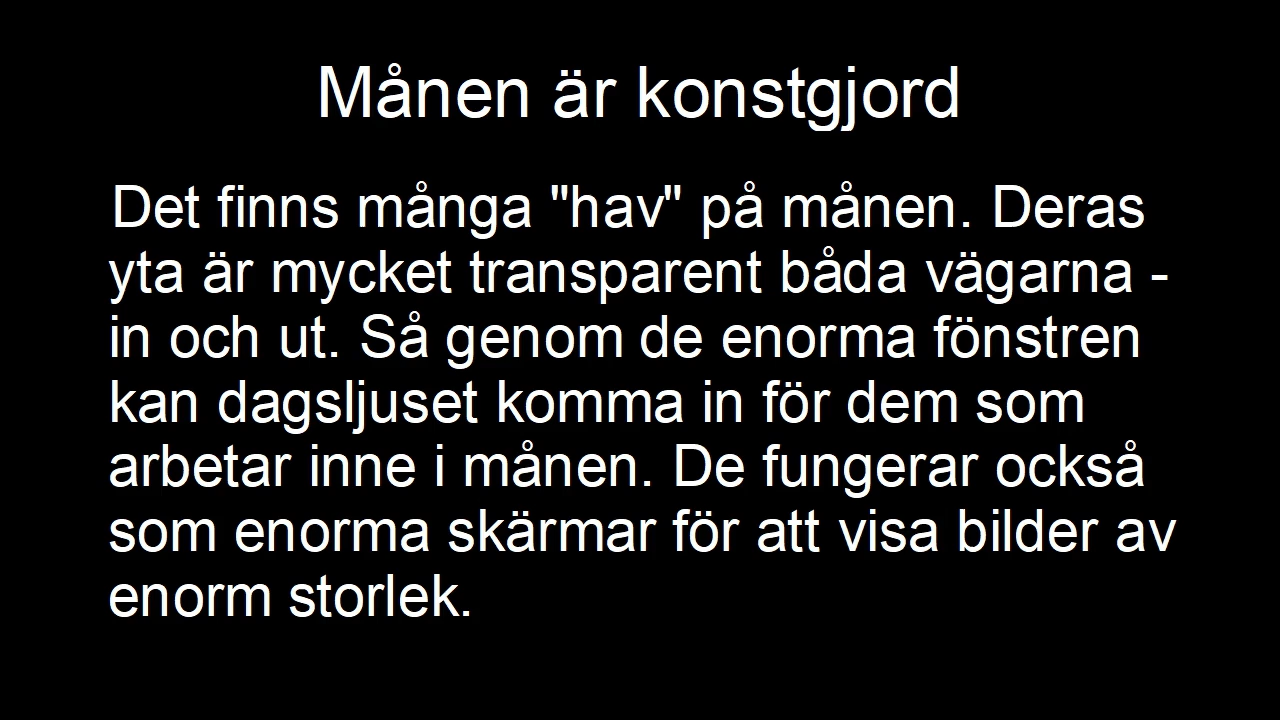 Månen är konstgjord
Det finns många "hav" på månen. Deras
yta är mycket transparent båda vägarna -
in och ut. Så genom de enorma fönstren
kan dagsljuset komma in för dem som
arbetar inne i månen. De fungerar också
som enorma skärmar för att visa bilder av
enorm storlek.